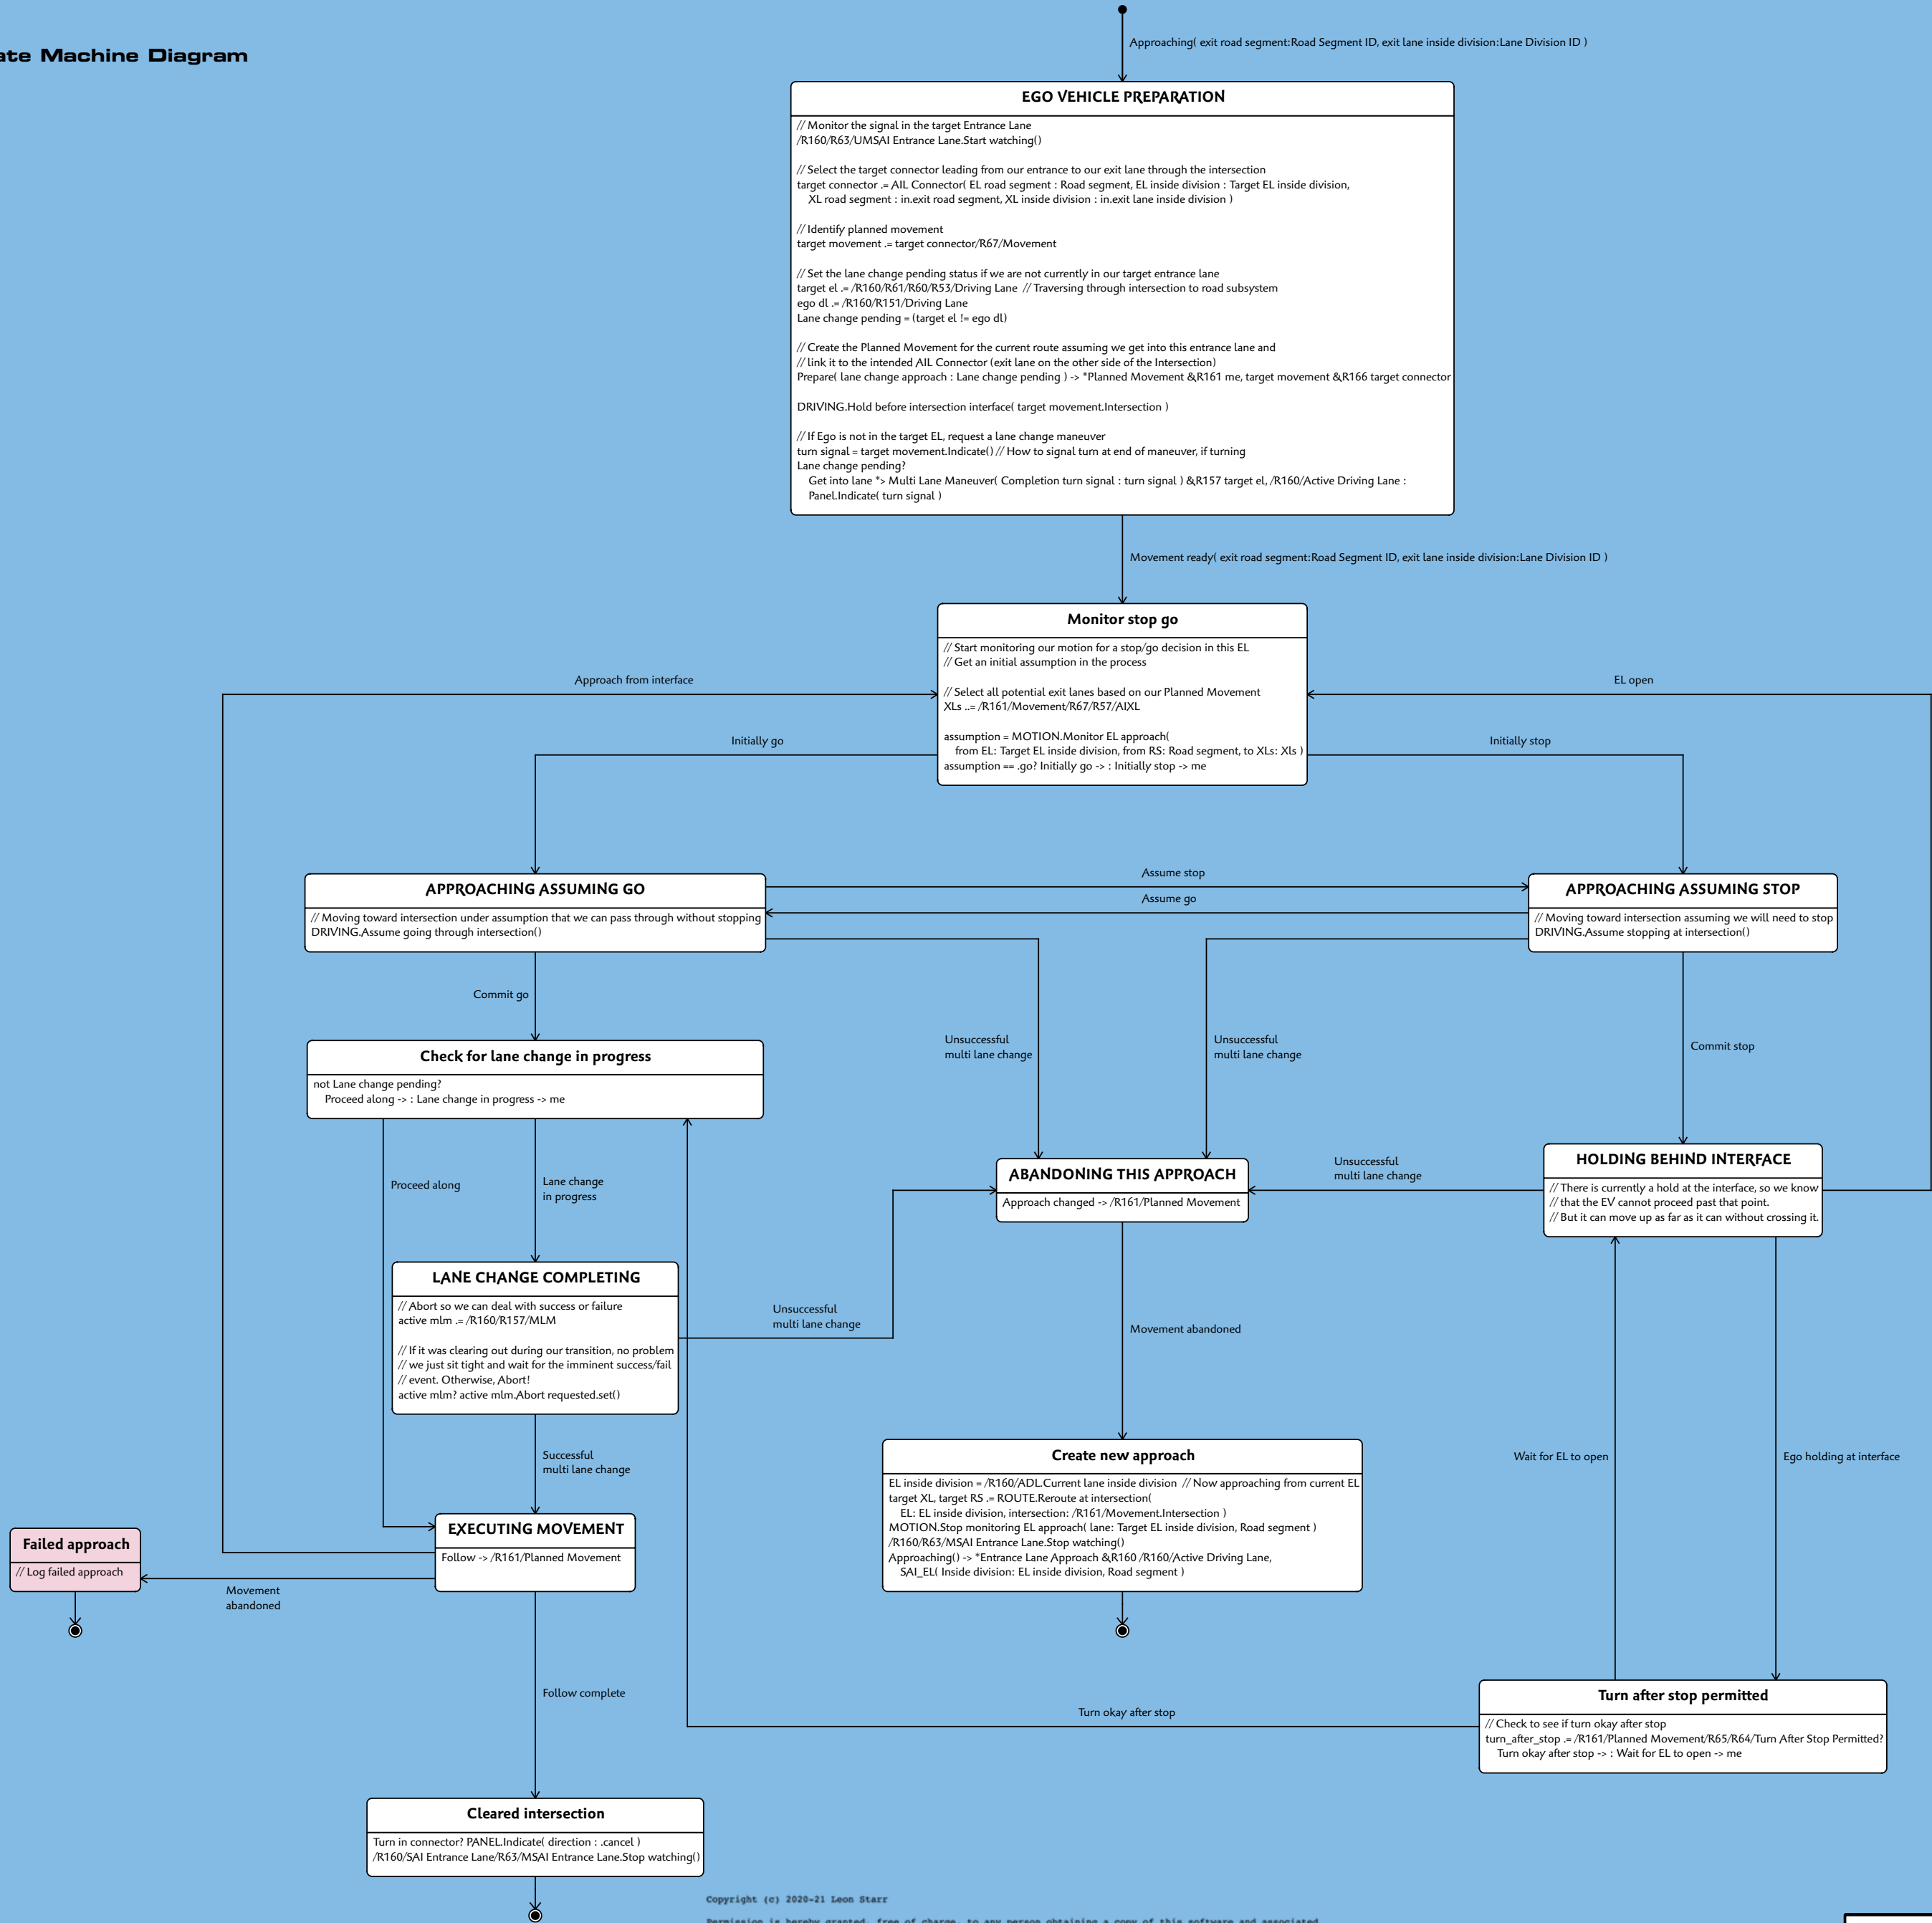 ate Machine Diagram
Approaching( exit road segment:Road Segment ID, exit lane inside division:Lane Division ID )
EGO VEHICLE PREPARATION
// Monitor the signal in the target Entrance Lane
/R160/R63/UMSAI Entrance Lane.Start watching()
// Select the target connector leading from our entrance to our exit lane through the intersection
target connector .= AIL Connector( EL road segment : Road segment, EL inside division : Target EL inside division,
XL road segment : in.exit road segment, XL inside division : in.exit lane inside division )
// Identify planned movement
target movement .= target connector/R67/Movement
// Set the lane change pending status if we are not currently in our target entrance lane
target el .= /R160/R61/R60/R53/Driving Lane // Traversing through intersection to road subsystem
ego dl .= /R160/R151/Driving Lane
Lane change pending = (target el != ego dl)
// Create the Planned Movement for the current route assuming we get into this entrance lane and
// link it to the intended AIL Connector (exit lane on the other side of the Intersection)
Prepare( lane change approach : Lane change pending ) -> *Planned Movement &R161 me, target movement &R166 target connector
DRIVING.Hold before intersection interface( target movement.Intersection )
// If Ego is not in the target EL, request a lane change maneuver
turn signal = target movement.Indicate() // How to signal turn at end of maneuver, if turning
Lane change pending?
Get into lane *> Multi Lane Maneuver( Completion turn signal : turn signal ) &R157 target el, /R160/Active Driving Lane :
Panel.Indicate( turn signal )
Movement ready( exit road segment:Road Segment ID, exit lane inside division:Lane Division ID )
Monitor stop go
// Start monitoring our motion for a stop/go decision in this EL
// Get an initial assumption in the process
// Select all potential exit lanes based on our Planned Movement
XLs ..= /R161/Movement/R67/R57/AIXL
assumption = MOTION.Monitor EL approach(
from EL: Target EL inside division, from RS: Road segment, to XLs: Xls )
assumption == .go? Initially go -> : Initially stop -> me
Approach from interface
EL open
Initially go
Initially stop
APPROACHING ASSUMING GO
// Moving toward intersection under assumption that we can pass through without stopping
DRIVING.Assume going through intersection()
Assume stop
Assume go
APPROACHING ASSUMING STOP
// Moving toward intersection assuming we will need to stop
DRIVING.Assume stopping at intersection()
Commit go
Unsuccessful
multi lane change
Unsuccessful
multi lane change
Commit stop
Check for lane change in progress
not Lane change pending?
Proceed along -> : Lane change in progress -> me
Proceed along
Lane change
in progress
ABANDONING THIS APPROACH
Approach changed -> /R161/Planned Movement
Unsuccessful
multi lane change
HOLDING BEHIND INTERFACE
// There is currently a hold at the interface, so we know
// that the EV cannot proceed past that point.
// But it can move up as far as it can without crossing it.
LANE CHANGE COMPLETING
// Abort so we can deal with success or failure
active mlm .= /R160/R157/MLM
// If it was clearing out during our transition, no problem
// we just sit tight and wait for the imminent success/fail
// event. Otherwise, Abort!
active mlm? active mlm.Abort requested.set()
Unsuccessful
multi lane change
Movement abandoned
Successful
multi lane change
Create new approach
EL inside division = /R160/ADL.Current lane inside division // Now approaching from current EL
target XL, target RS .= ROUTE.Reroute at intersection(
EL: EL inside division, intersection: /R161/Movement.Intersection )
MOTION.Stop monitoring EL approach( lane: Target EL inside division, Road segment )
/R160/R63/MSAI Entrance Lane.Stop watching()
Approaching() -> *Entrance Lane Approach &R160 /R160/Active Driving Lane,
SAI_EL( Inside division: EL inside division, Road segment )
Wait for EL to open
Ego holding at interface
EXECUTING MOVEMENT
Follow -> /R161/Planned Movement
Failed approach
// Log failed approach
Movement
abandoned
Follow complete
Turn okay after stop
Turn after stop permitted
// Check to see if turn okay after stop
turn_after_stop .= /R161/Planned Movement/R65/R64/Turn After Stop Permitted?
Turn okay after stop -> : Wait for EL to open -> me
Cleared intersection
Turn in connector? PANEL.Indicate( direction : .cancel )
/R160/SAI Entrance Lane/R63/MSAI Entrance Lane.Stop watching()
Copyright (c) 2020-21 Leon Starr
Permission is hereby granted, free of charge, to any person obtaining a copy of this software and associated